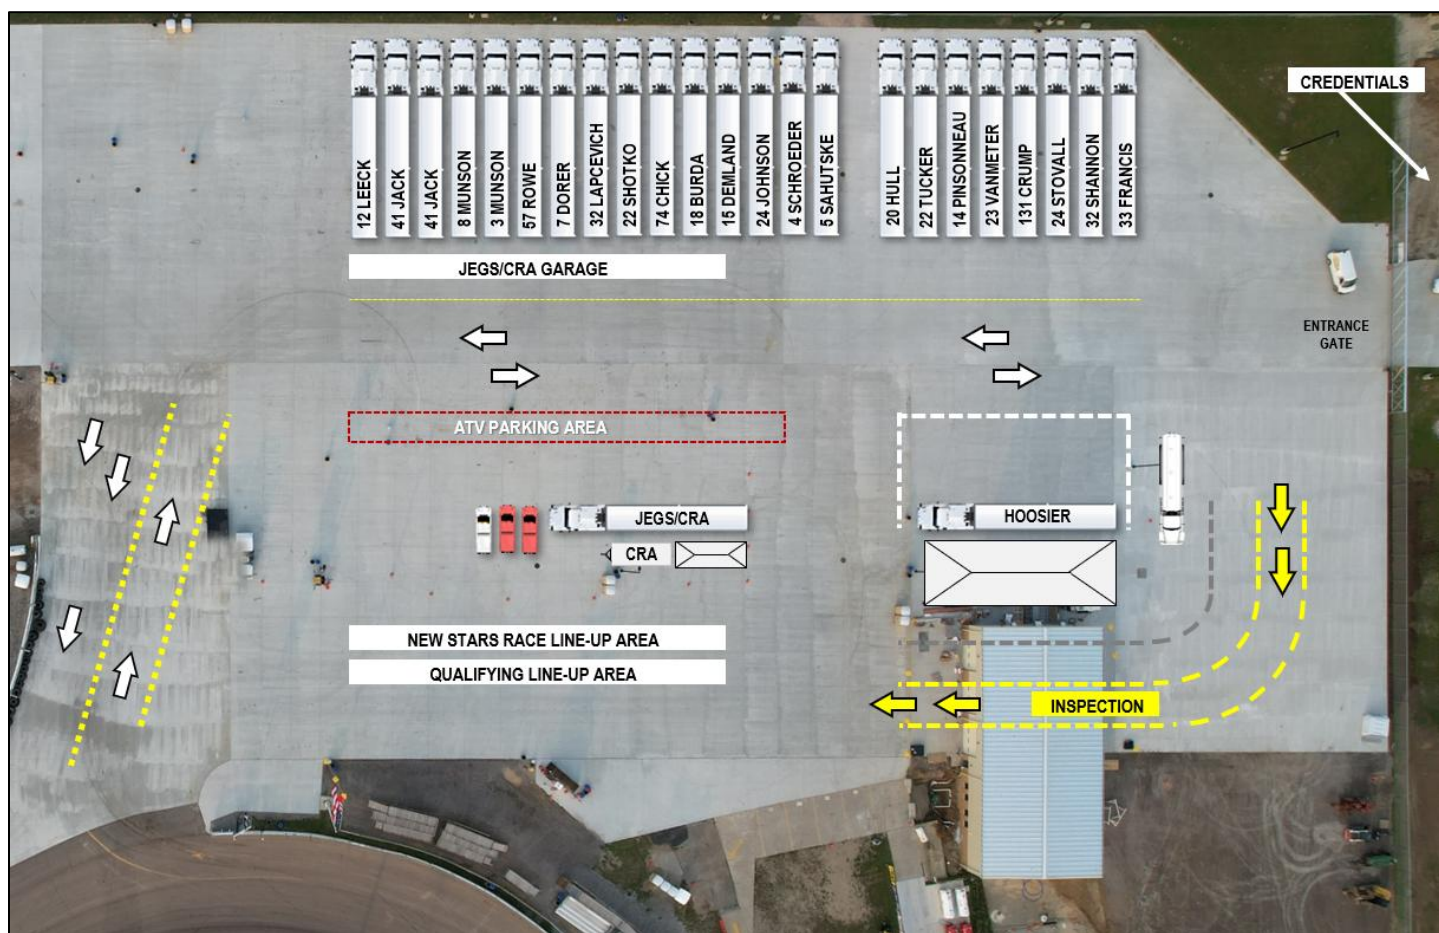 12 LEECK
41 JACK
41 JACK
8 MUNSON
3 MUNSON
57 ROWE
7 DORER
32 LAPCEVICH
22 SHOTKO
74 CHICK
18 BURDA
15 DEMLAND
24 JOHNSON
4 SCHROEDER
5 SAHUTSKE
20 HULL
22 TUCKER
14 PINSONNEAU
23 VANMETER
131 CRUMP
24 STOVALL
32 SHANNON
33 FRANCIS
CREDENTIALS
JEGS/CRA GARAGE
ENTRANCE
GATE
ATV PARKING AREA
JEGS/CRA
HOOSIER
CRA
NEW STARS RACE LINE-UP AREA
QUALIFYING LINE-UP AREA
INSPECTION